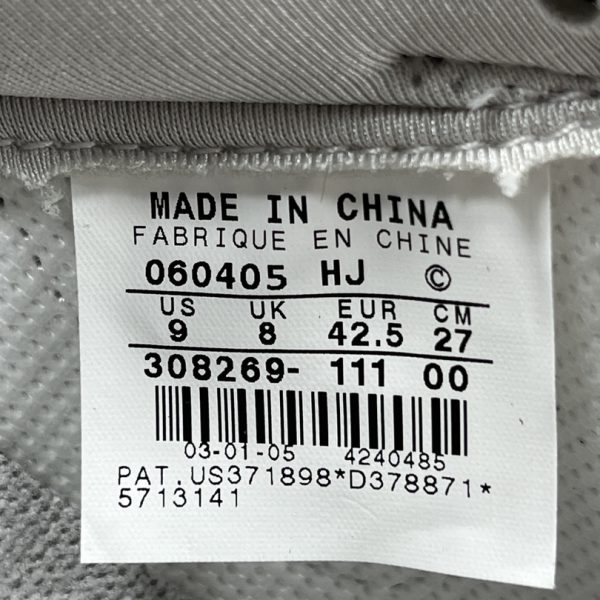 MADE IN CHINA
FABRIQUE EN CHINE
060405 HJ ©
US UK EUR CM
9 8 42.5 27
308269- 111 00
03-01-05 4240485
PAT.US371898*D378871*
5713141